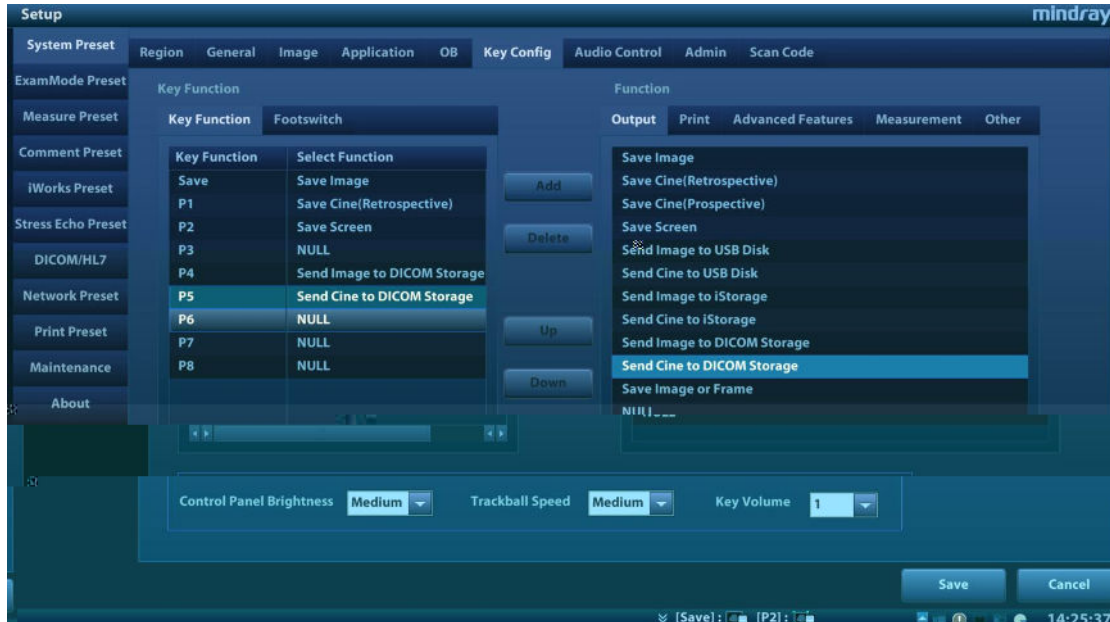 Setup
mindray
System Preset
ExamMode Preset
Measure Preset
Comment Preset
iWorks Preset
Stress Echo Preset
DICOM/HL7
Network Preset
Print Preset
Maintenance
About
Region General Image Application OB Key Config Audio Control Admin Scan Code
Key Function
Key Function Footswitch
Key Function Select Function
Save Save Image
P1 Save Cine(Retrospective)
P2 Save Screen
P3 NULL
P4 Send Image to DICOM Storage
P5 Send Cine to DICOM Storage
P6 NULL
P7 NULL
P8 NULL
Add
Delete
Up
Down
Function
Output Print Advanced Features Measurement Other
Save Image
Save Cine(Retrospective)
Save Cine(Prospective)
Save Screen
Send Image to USB Disk
Send Cine to USB Disk
Send Image to iStorage
Send Cine to iStorage
Send Image to DICOM Storage
Send Cine to DICOM Storage
Save Image or Frame
Control Panel Brightness Medium Trackball Speed Medium Key Volume 1
Save Cancel
[Save] : [P2] : 14:25:37